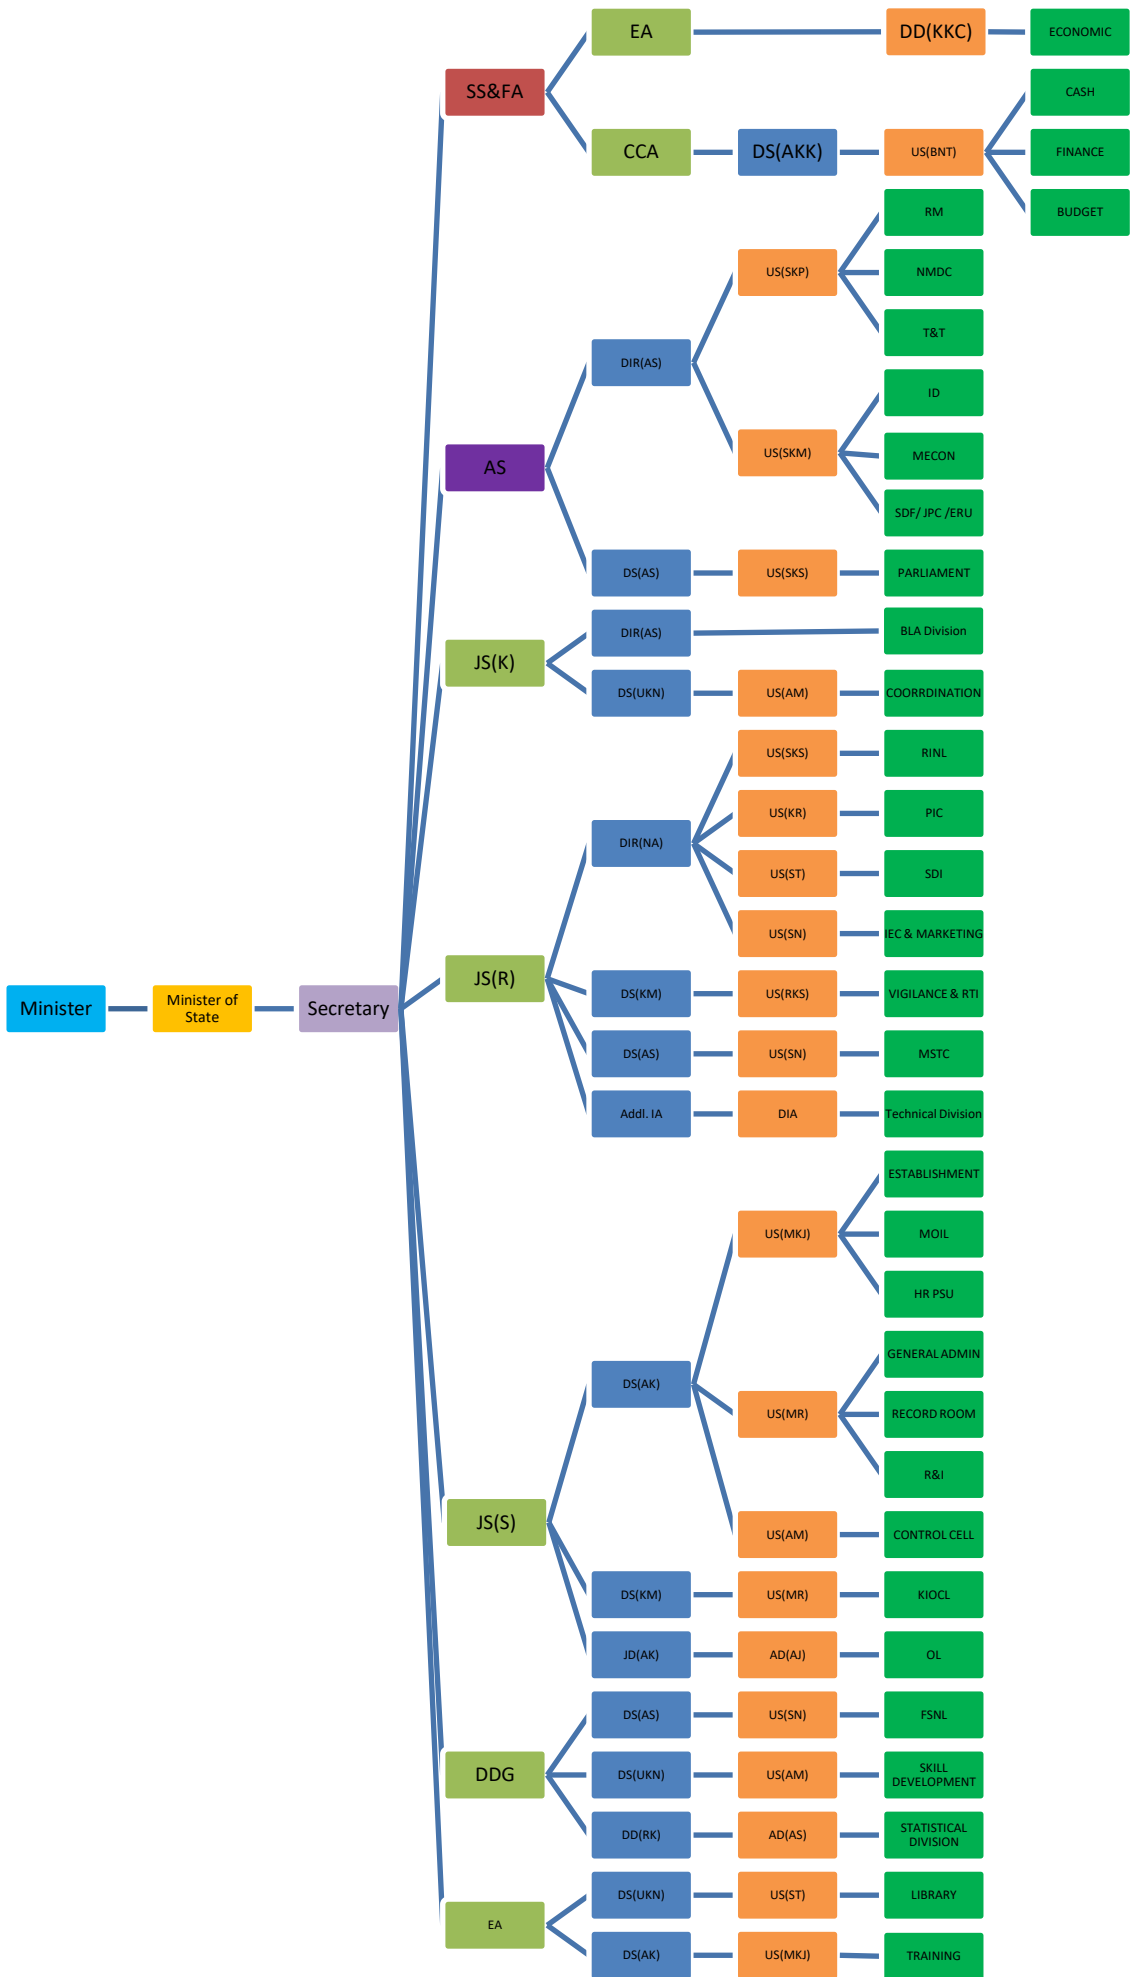 EA
DD(KKC)
ECONOMIC
SS&FA
CASH
CCA
DS(AKK)
US(BNT)
FINANCE
BUDGET
RM
US(SKP)
NMDC
T&T
DIR(AS)
ID
US(SKM)
MECON
AS
SDF/ JPC /ERU
DS(AS)
US(SKS)
PARLIAMENT
DIR(AS)
BLA Division
JS(K)
DS(UKN)
US(AM)
COORRDINATION
US(SKS)
RINL
US(KR)
PIC
DIR(NA)
US(ST)
SDI
US(SN)
IEC & MARKETING
JS(R)
DS(KM)
US(RKS)
VIGILANCE & RTI
Minister
Minister of
State
Secretary
DS(AS)
US(SN)
MSTC
Addl. IA
DIA
Technical Division
ESTABLISHMENT
US(MKJ)
MOIL
HR PSU
GENERAL ADMIN
DS(AK)
US(MR)
RECORD ROOM
R&I
JS(S)
US(AM)
CONTROL CELL
DS(KM)
US(MR)
KIOCL
JD(AK)
AD(AJ)
OL
DS(AS)
US(SN)
FSNL
DDG
DS(UKN)
US(AM)
SKILL
DEVELOPMENT
DD(RK)
AD(AS)
STATISTICAL
DIVISION
DS(UKN)
US(ST)
LIBRARY
EA
DS(AK)
US(MKJ)
TRAINING